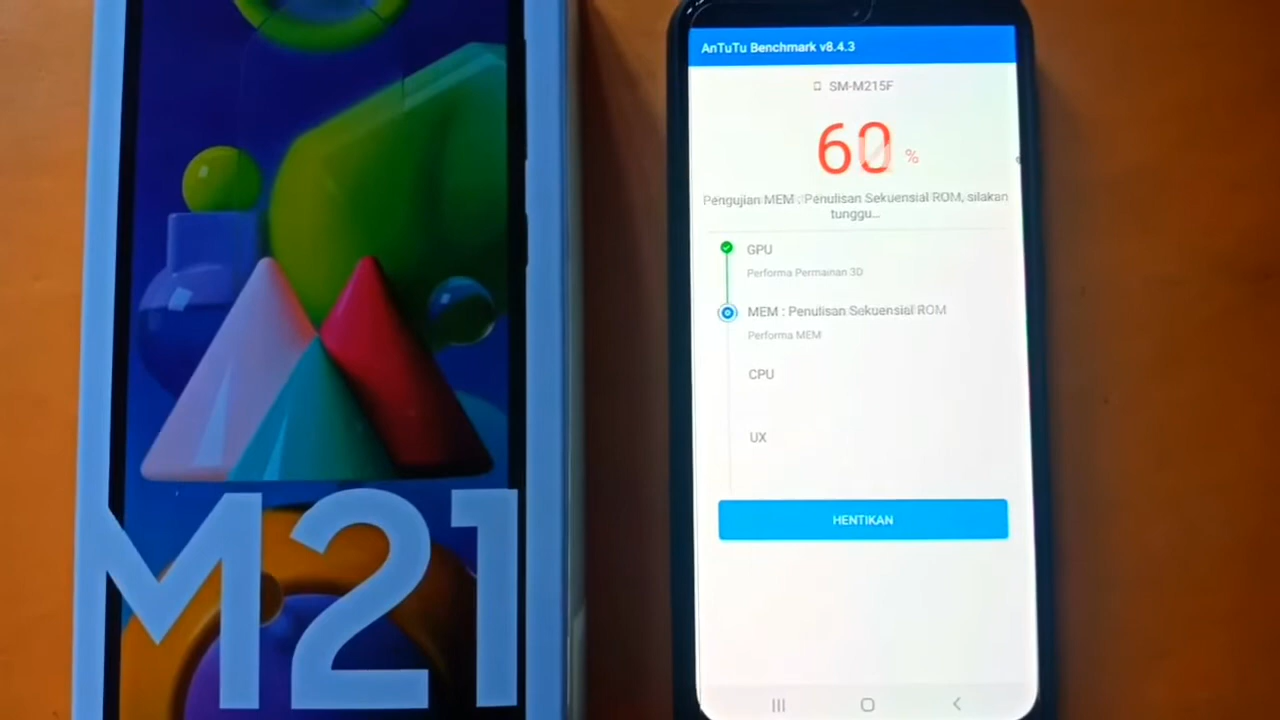 M21
AnTuTu Benchmark v8.4.3
SM-M215F
60 %
Pengujian MEM : Penulisan Sekuensial ROM, silakan
tunggu...
GPU
Performa Permainan 3D
MEM : Penulisan Sekuensial ROM
Performa MEM
CPU
UX
HENTIKAN